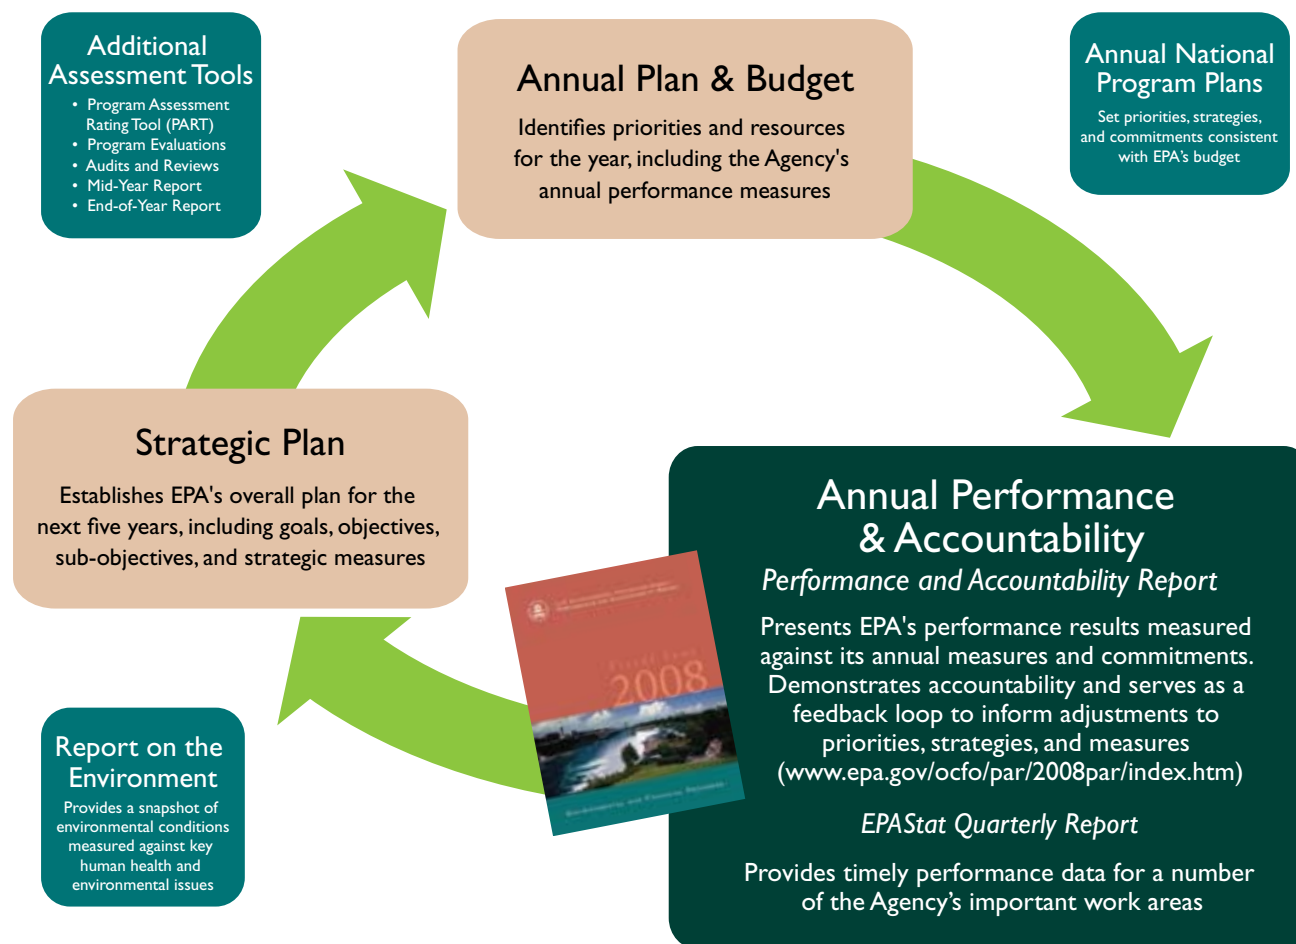 Additional
Assessment Tools
• Program Assessment
Rating Tool (PART)
• Program Evaluations
• Audits and Reviews
• Mid-Year Report
• End-of-Year Report
Annual Plan & Budget
Identifies priorities and resources
for the year, including the Agency's
annual performance measures
Annual National
Program Plans
Set priorities, strategies,
and commitments consistent
with EPA’s budget
Strategic Plan
Establishes EPA's overall plan for the
next five years, including goals, objectives,
sub-objectives, and strategic measures
Annual Performance
& Accountability
Performance and Accountability Report
Presents EPA's performance results measured
against its annual measures and commitments.
Demonstrates accountability and serves as a
feedback loop to inform adjustments to
priorities, strategies, and measures
(www.epa.gov/ocfo/par/2008par/index.htm)
EPAStat Quarterly Report
Provides timely performance data for a number
of the Agency’s important work areas
Fiscal Year
2008
Environmental and Financial Progress
Report on the
Environment
Provides a snapshot of
environmental conditions
measured against key
human health and
environmental issues